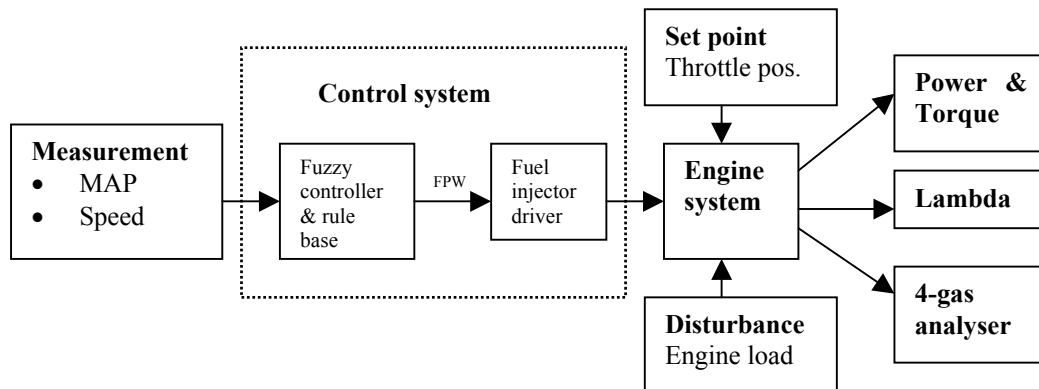 Measurement
• MAP
• Speed
Control system
Fuzzy
controller
& rule
base
FPW
Fuel
injector
driver
Set point
Throttle pos.
Engine
system
Disturbance
Engine load
Power &
Torque
Lambda
4-gas
analyser